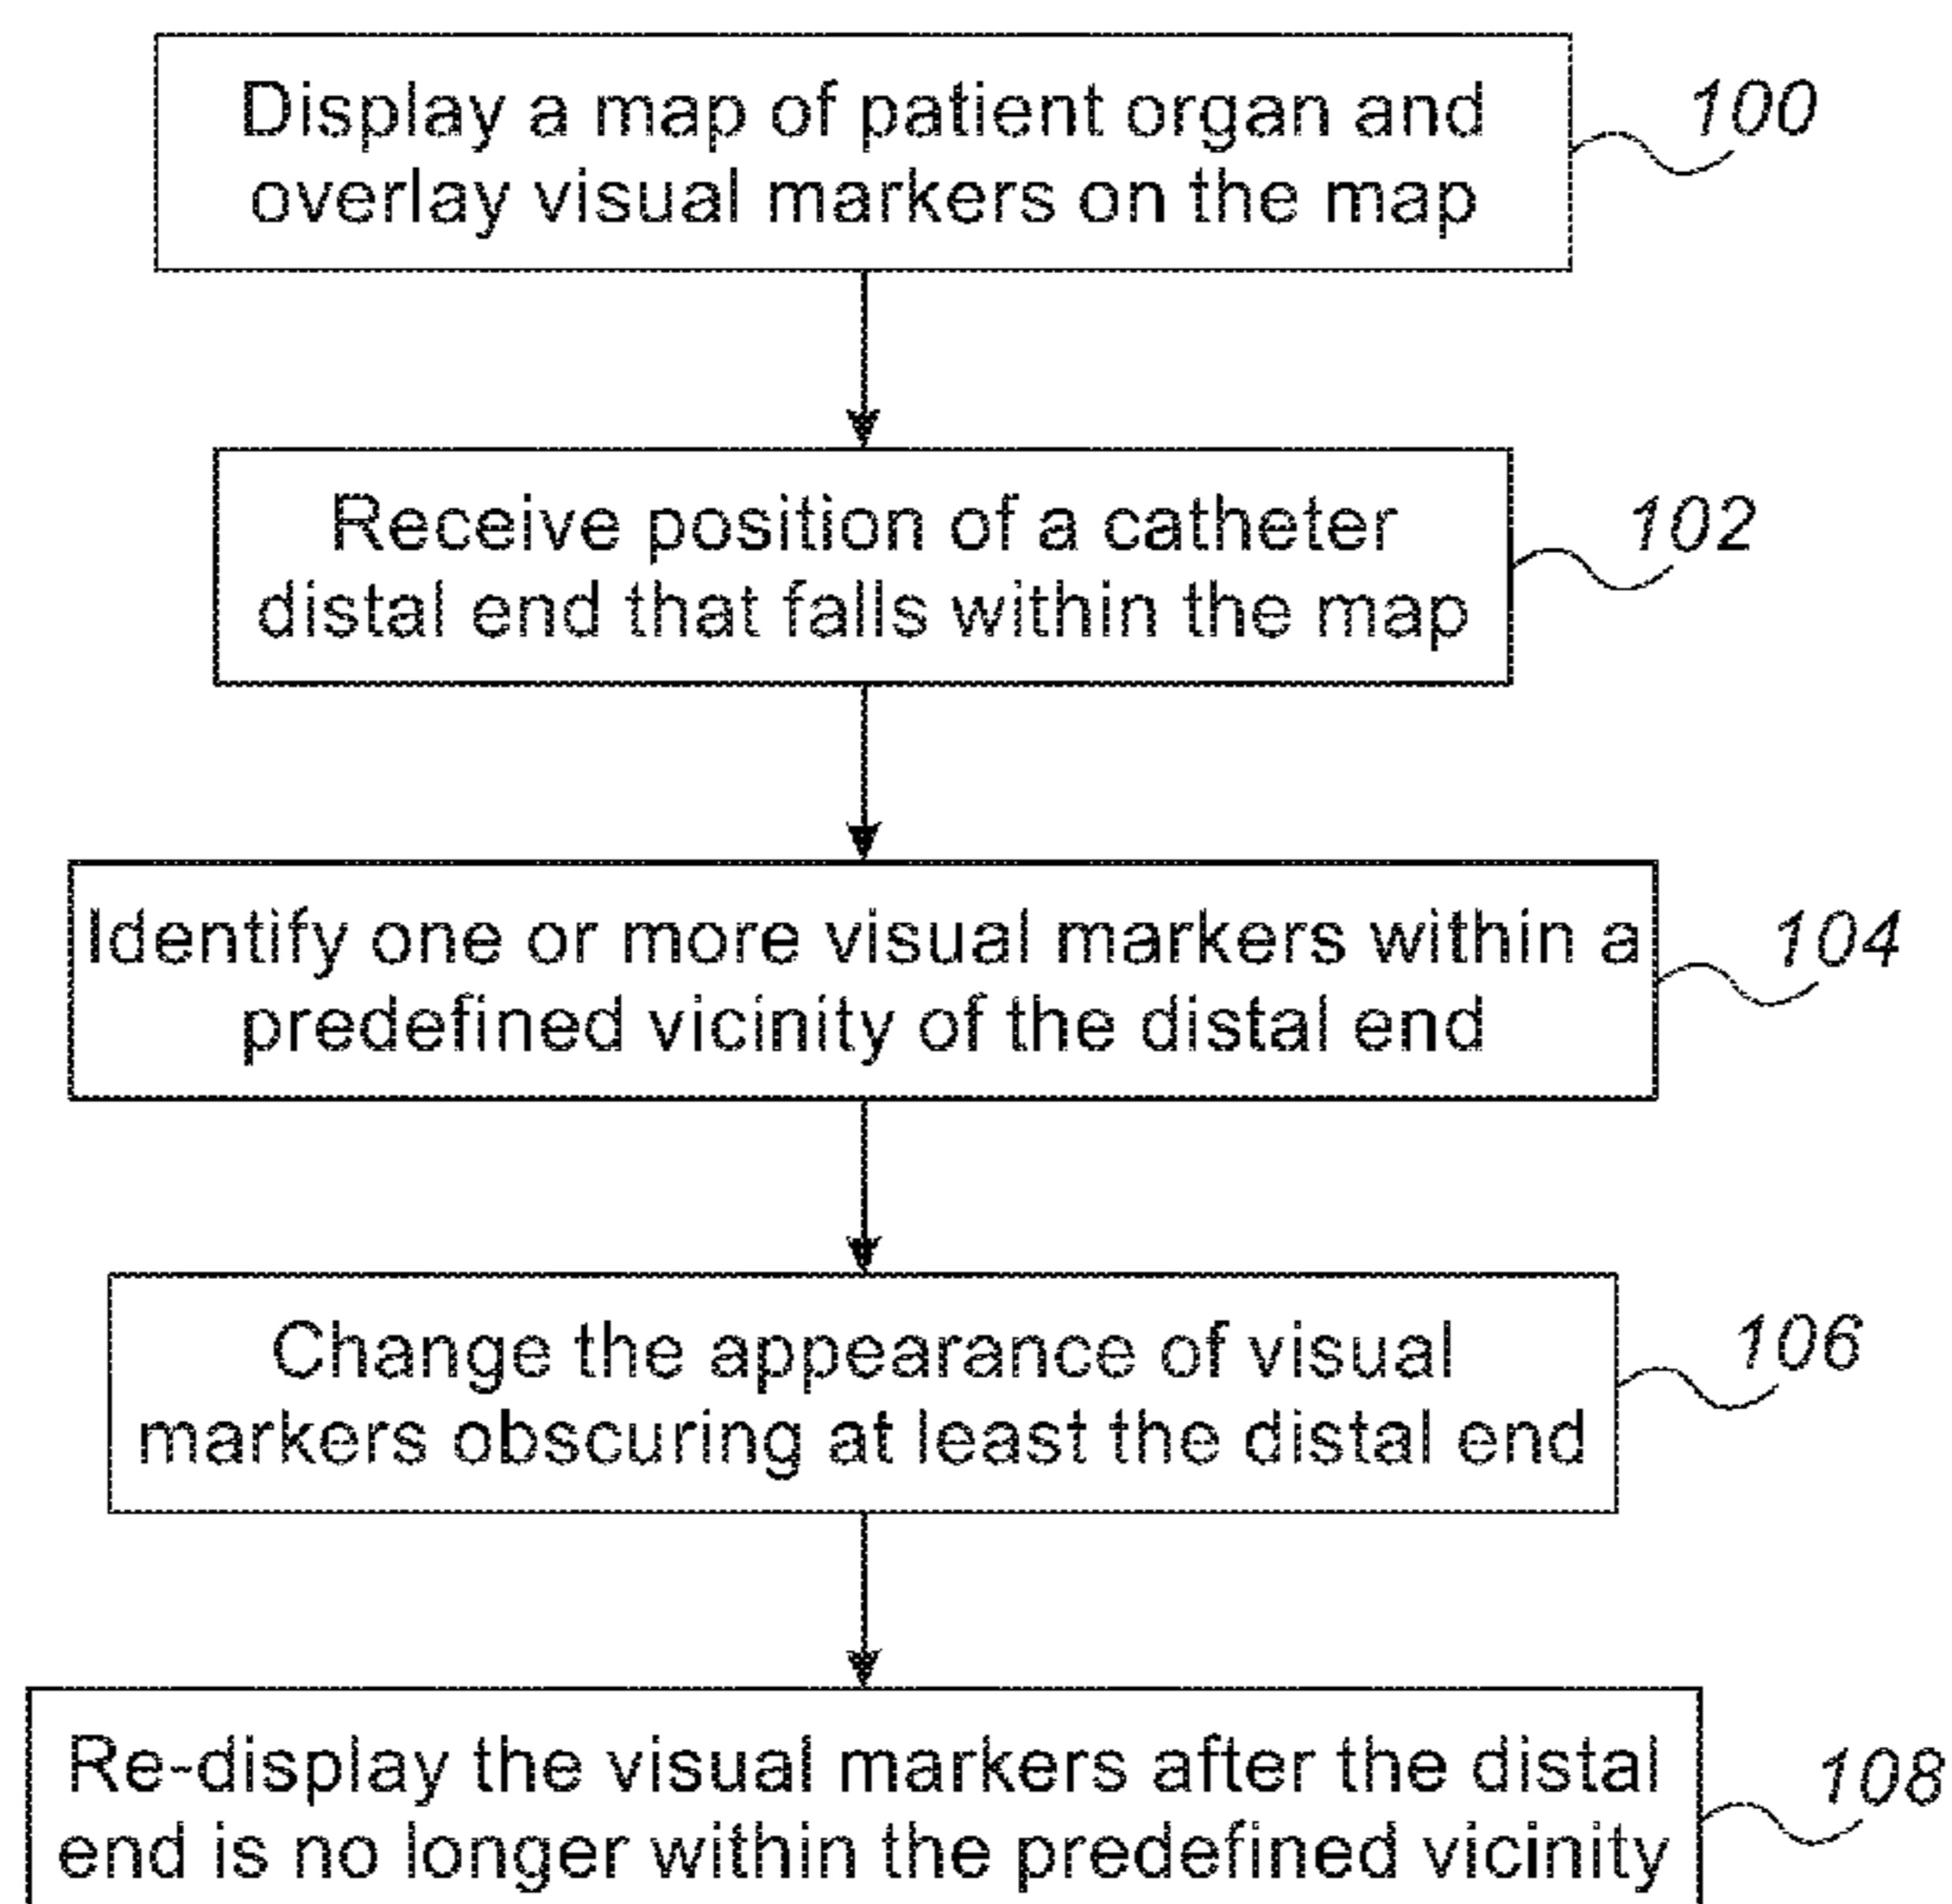 Display a map of patient organ and
overlay visual markers on the map
100
Receive position of a catheter
distal end that falls within the map
102
Identify one or more visual markers within a
predefined vicinity of the distal end
104
Change the appearance of visual
markers obscuring at least the distal end
106
Re-display the visual markers after the distal
end is no longer within the predefined vicinity
108